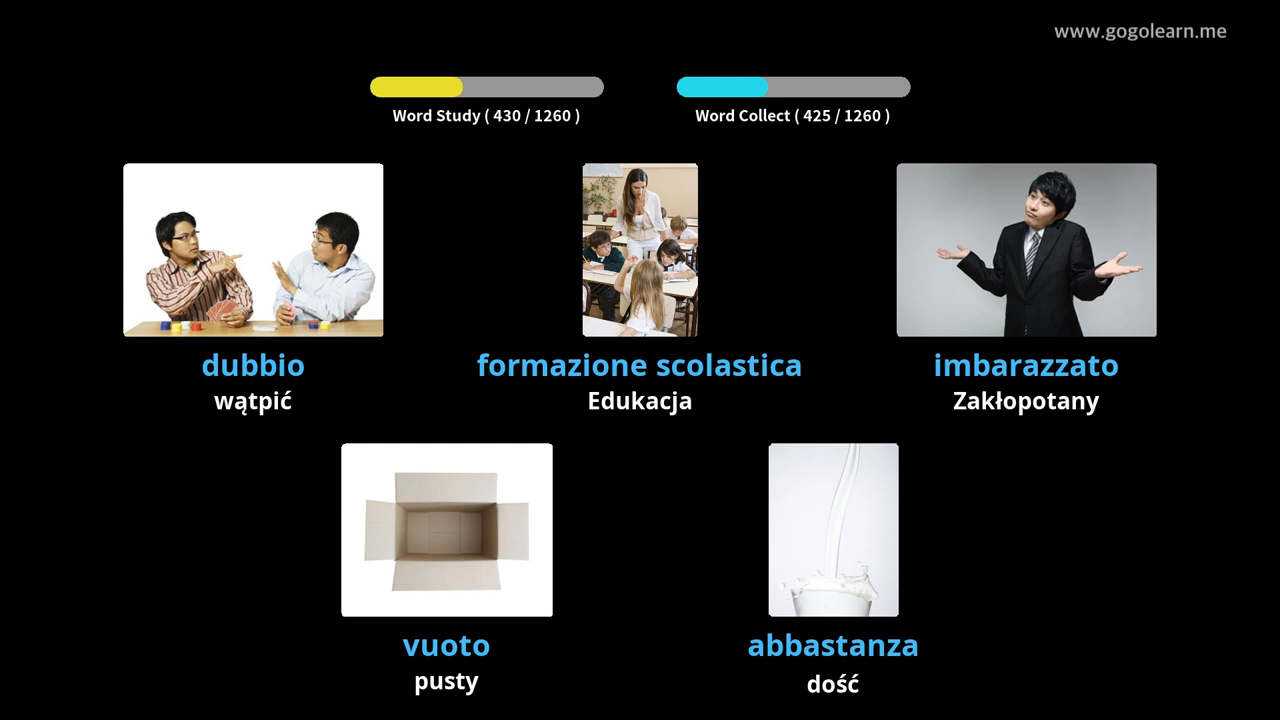 www.gogolearn.me
Word Study ( 430 / 1260 )
Word Collect ( 425 / 1260 )
dubbio
wątpić
formazione scolastica
Edukacja
imbarazzato
Zakłopotany
vuoto
pusty
abbastanza
dość